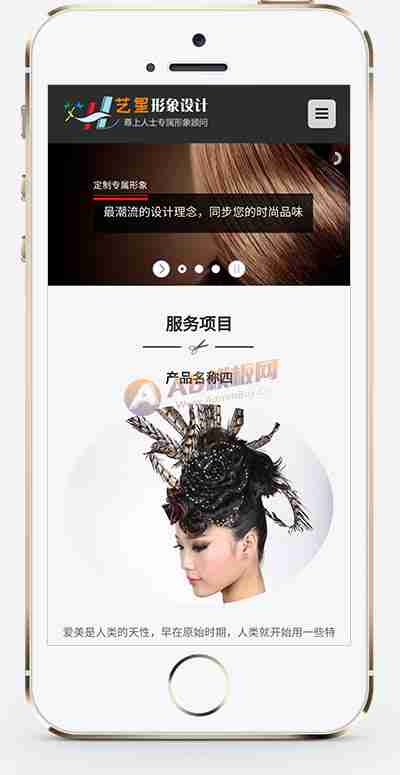 艺星形象设计
尊上人士专属形象顾问
定制专属形象
最潮流的设计理念，同步您的时尚品味
服务项目
产品名称四
AB模板网
爱美是人类的天性，早在原始时期，人类就开始用一些特